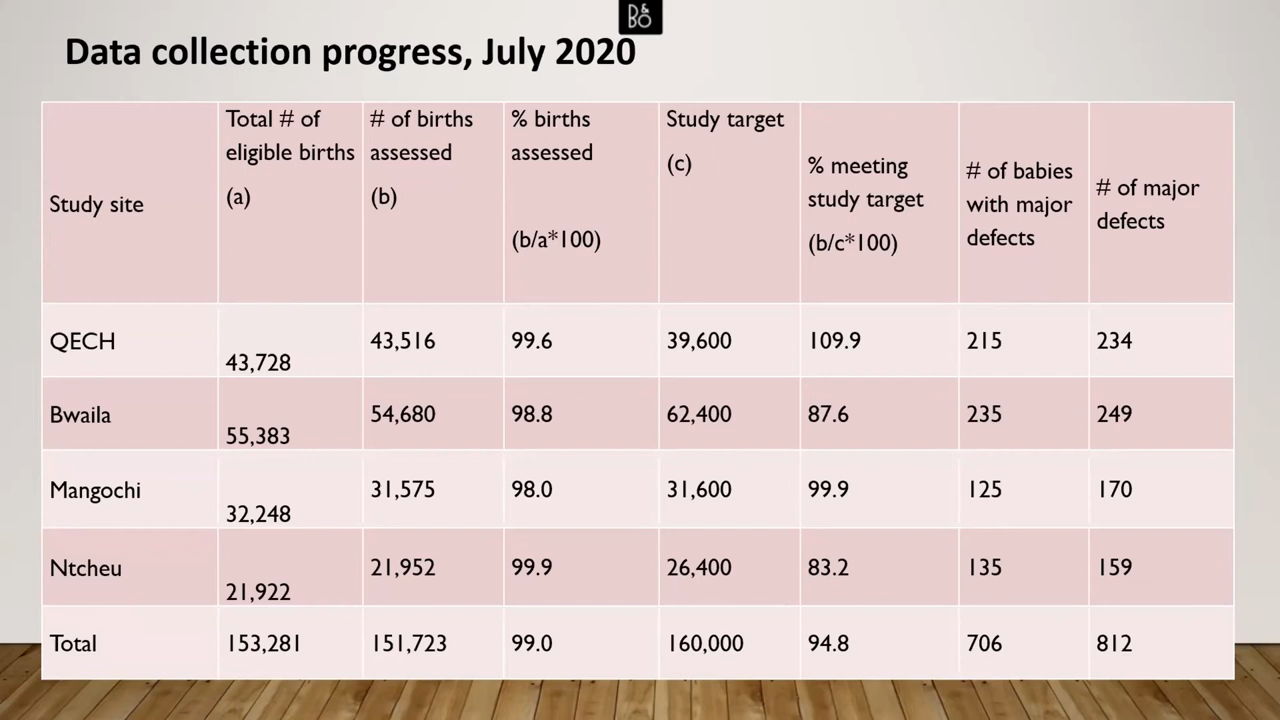 B&O
Data collection progress, July 2020
Study site
Total # of
eligible births
(a)
# of births
assessed
(b)
% births
assessed
(b/a*100)
Study target
(c)
% meeting
study target
(b/c*100)
# of babies
with major
defects
# of major
defects
QECH
43,728
43,516
99.6
39,600
109.9
215
234
Bwaila
55,383
54,680
98.8
62,400
87.6
235
249
Mangochi
32,248
31,575
98.0
31,600
99.9
125
170
Ntcheu
21,922
21,952
99.9
26,400
83.2
135
159
Total
153,281
151,723
99.0
160,000
94.8
706
812